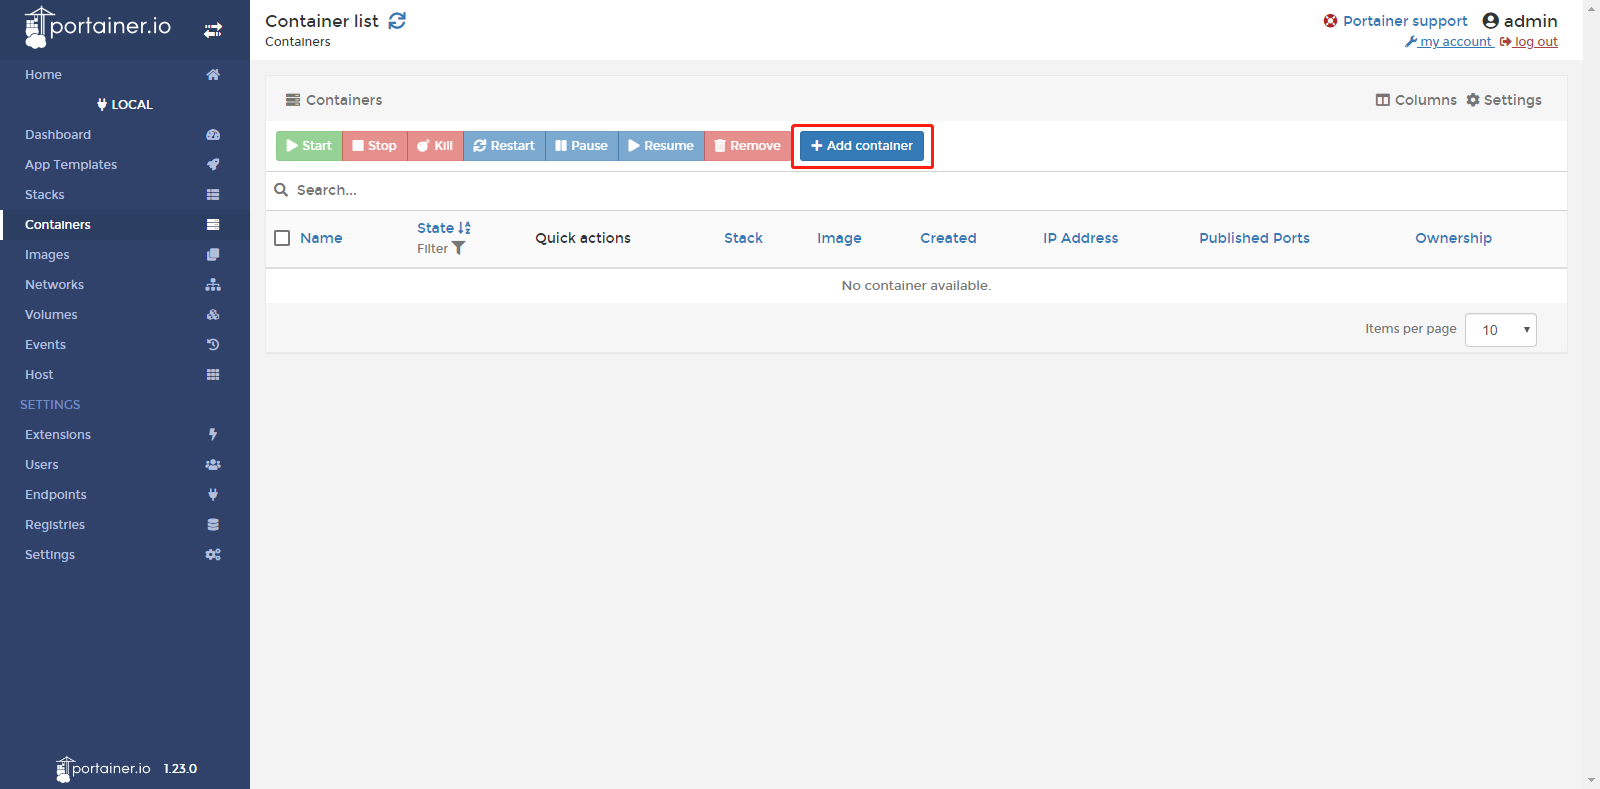 portainer.io
Home
LOCAL
Dashboard
App Templates
Stacks
Containers
Images
Networks
Volumes
Events
Host
SETTINGS
Extensions
Users
Endpoints
Registries
Settings
portainer.io 1.23.0
Container list
Containers
Portainer support admin
my account log out
Containers
Columns Settings
Start Stop Kill Restart Pause Resume Remove Add container
Search...
Name State Filter Quick actions Stack Image Created IP Address Published Ports Ownership
No container available.
Items per page 10